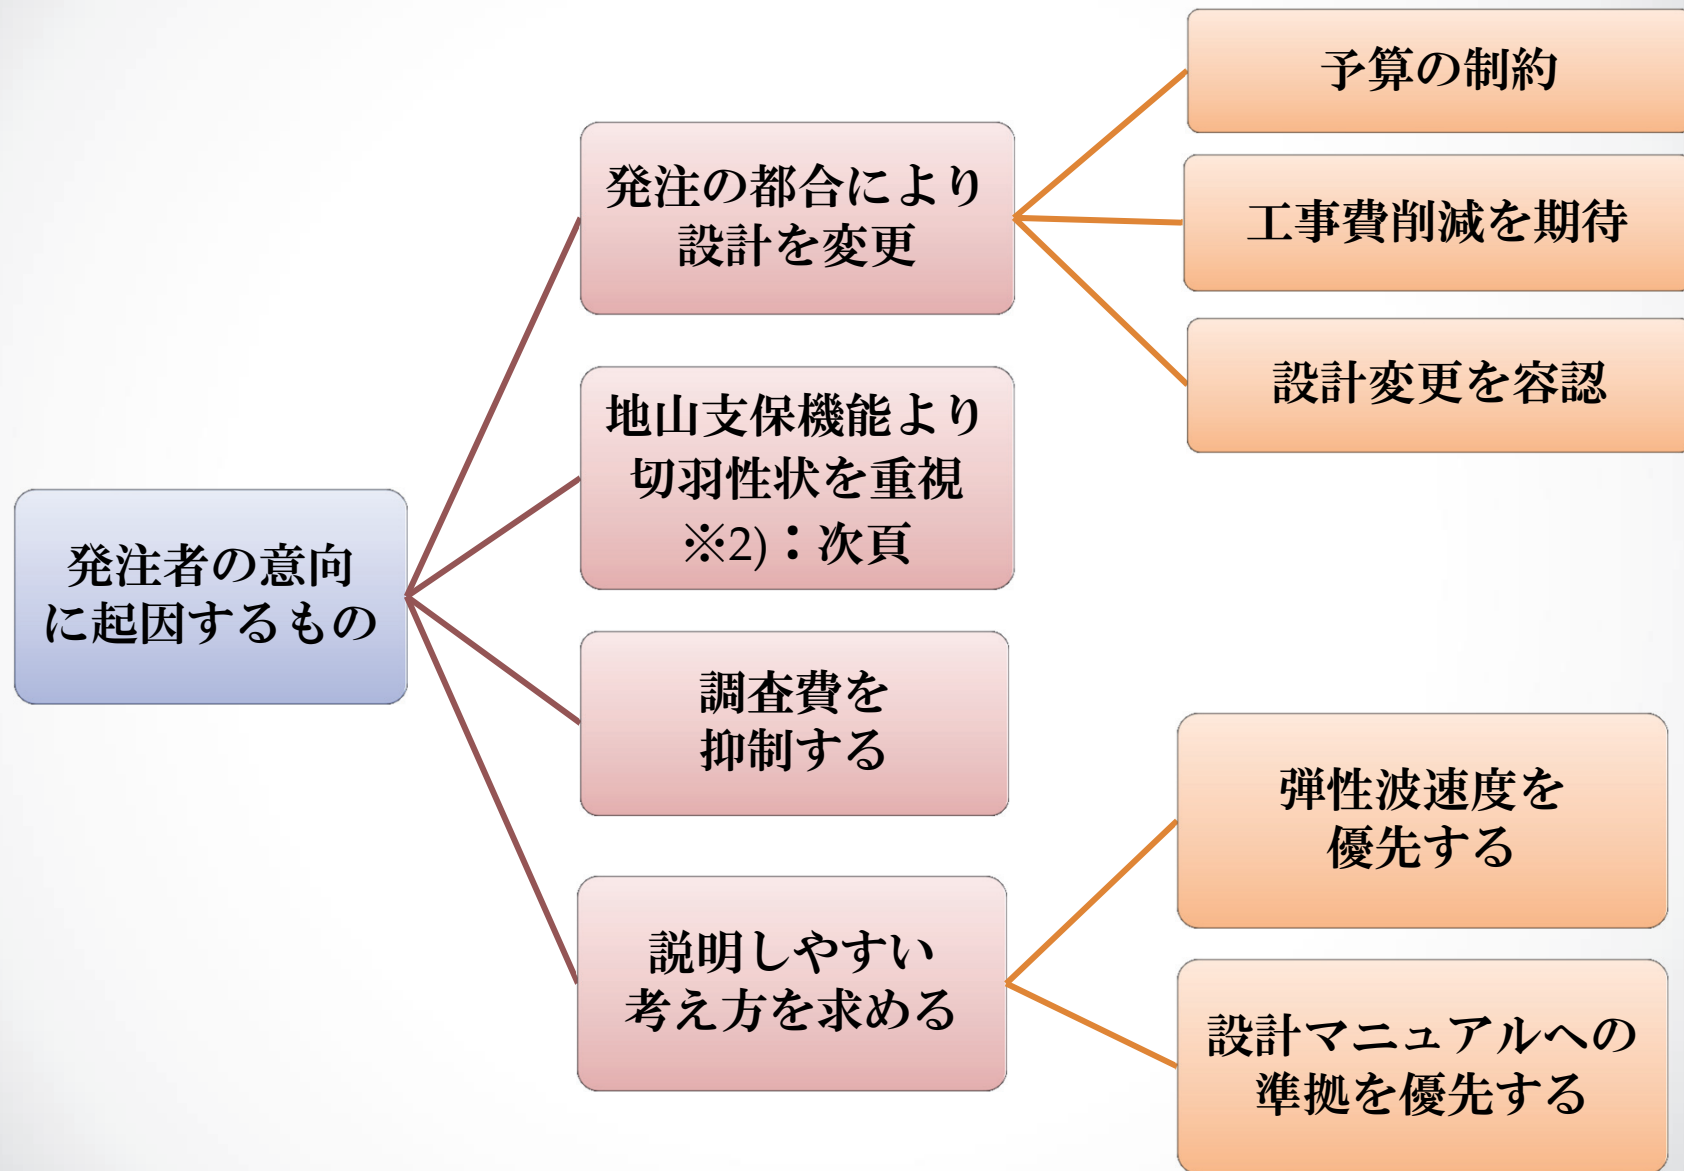 発注者の意向
に起因するもの
発注の都合により
設計を変更
地山支保機能より
切羽性状を重視
※2)：次頁
調査費を
抑制する
説明しやすい
考え方を求める
予算の制約
工事費削減を期待
設計変更を容認
弾性波速度を
優先する
設計マニュアルへの
準拠を優先する